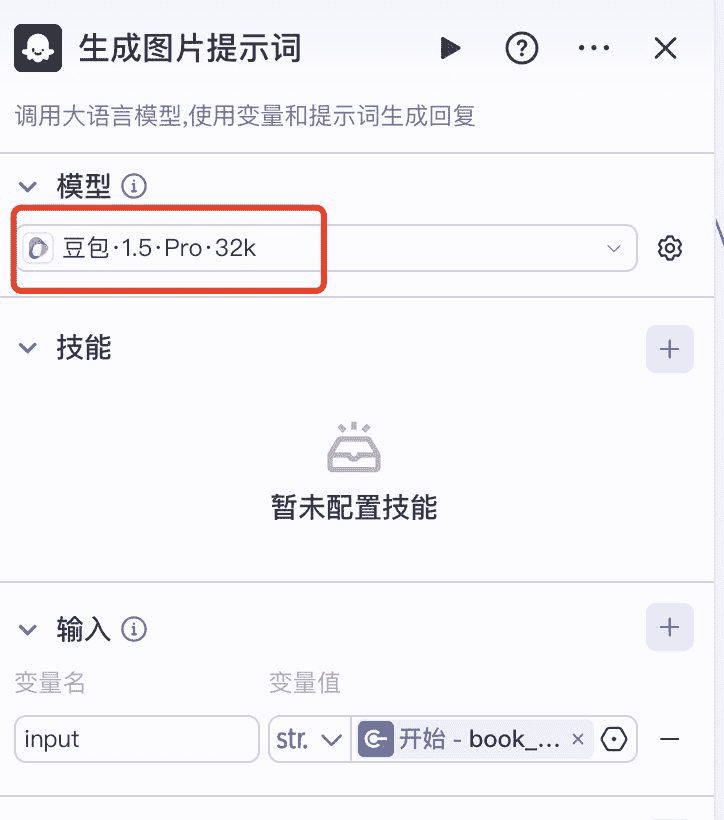 生成图片提示词
调用大语言模型,使用变量和提示词生成回复
模型
豆包·1.5·Pro·32k
技能
暂未配置技能
输入
变量名 变量值
input str. 开始 - book_...